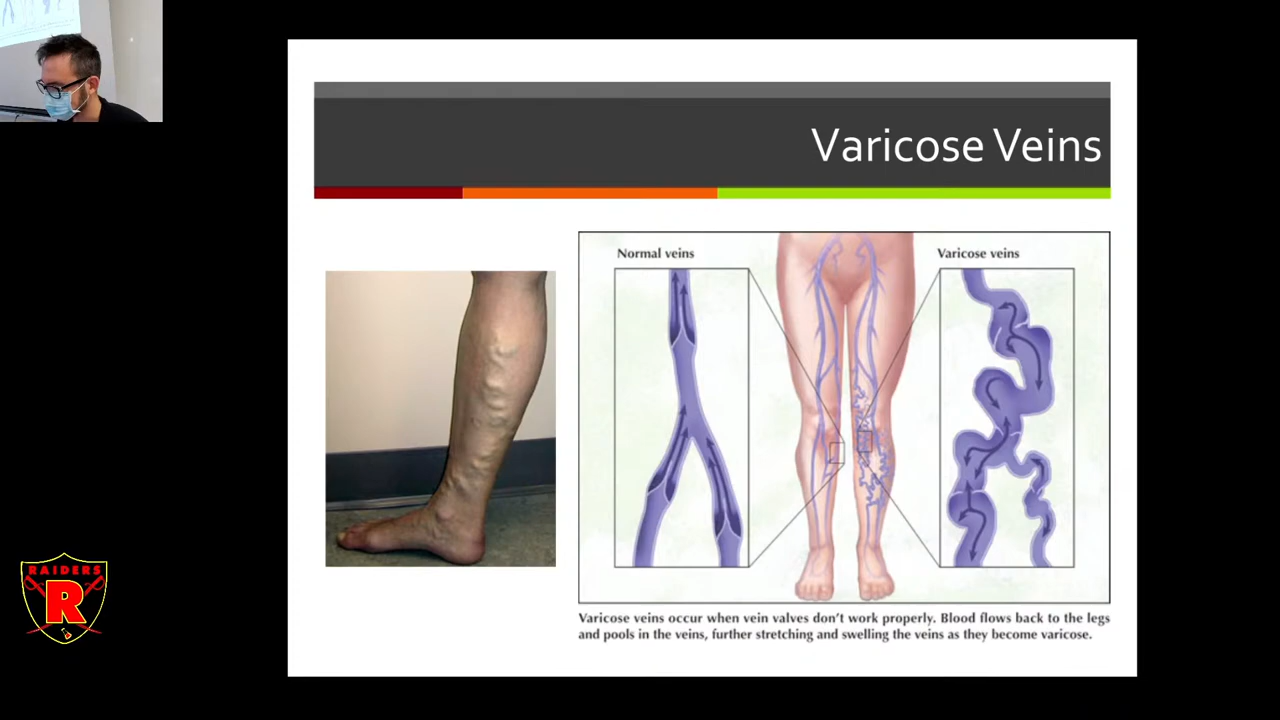 Varicose Veins
Normal veins
Varicose veins
Varicose veins occur when vein valves don't work properly. Blood flows back to the legs
and pools in the veins, further stretching and swelling the veins as they become varicose.
RAIDERS
R